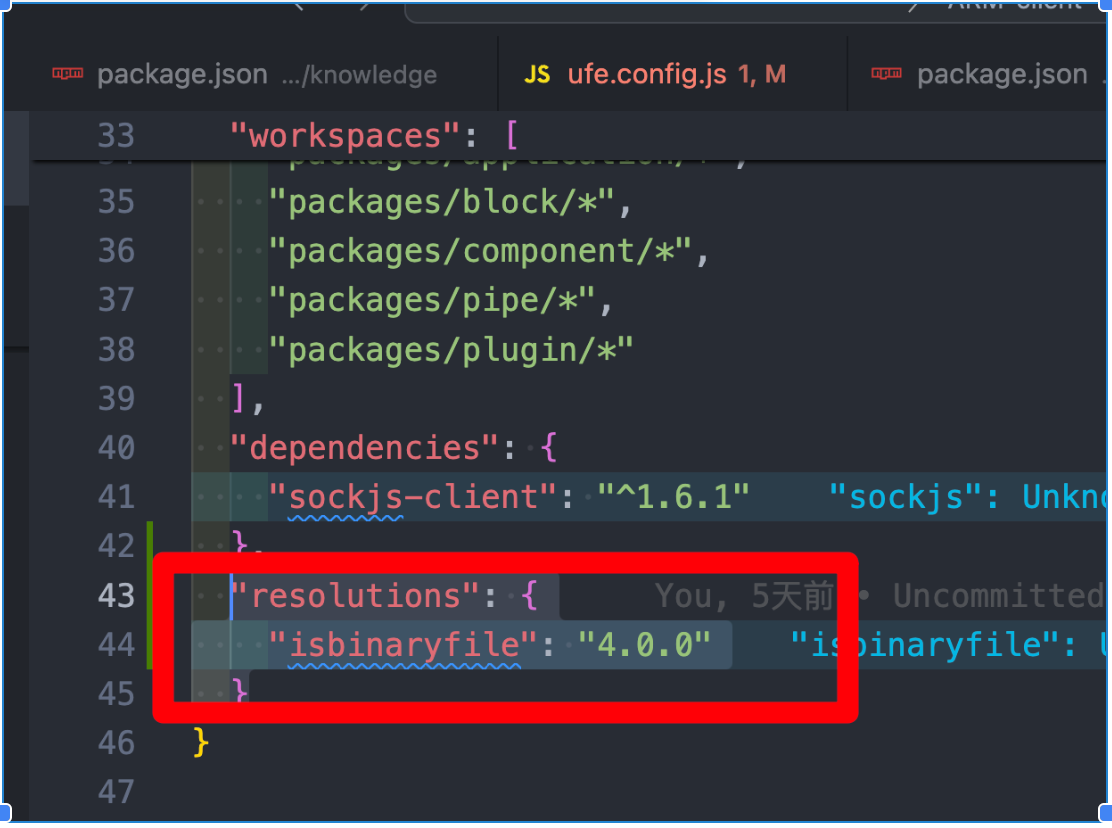 package.json .../knowledge
JS ufe.config.js 1, M
package.json
33 "workspaces": [
35 "packages/block/*",
36 "packages/component/*",
37 "packages/pipe/*",
38 "packages/plugin/*"
39 ],
40 "dependencies": {
41 "sockjs-client": "^1.6.1" "sockjs": Unkno
42 },
43 "resolutions": { You, 5天前 • Uncommitted
44 "isbinaryfile": "4.0.0" "isbinaryfile": U
45 }
46 }
47